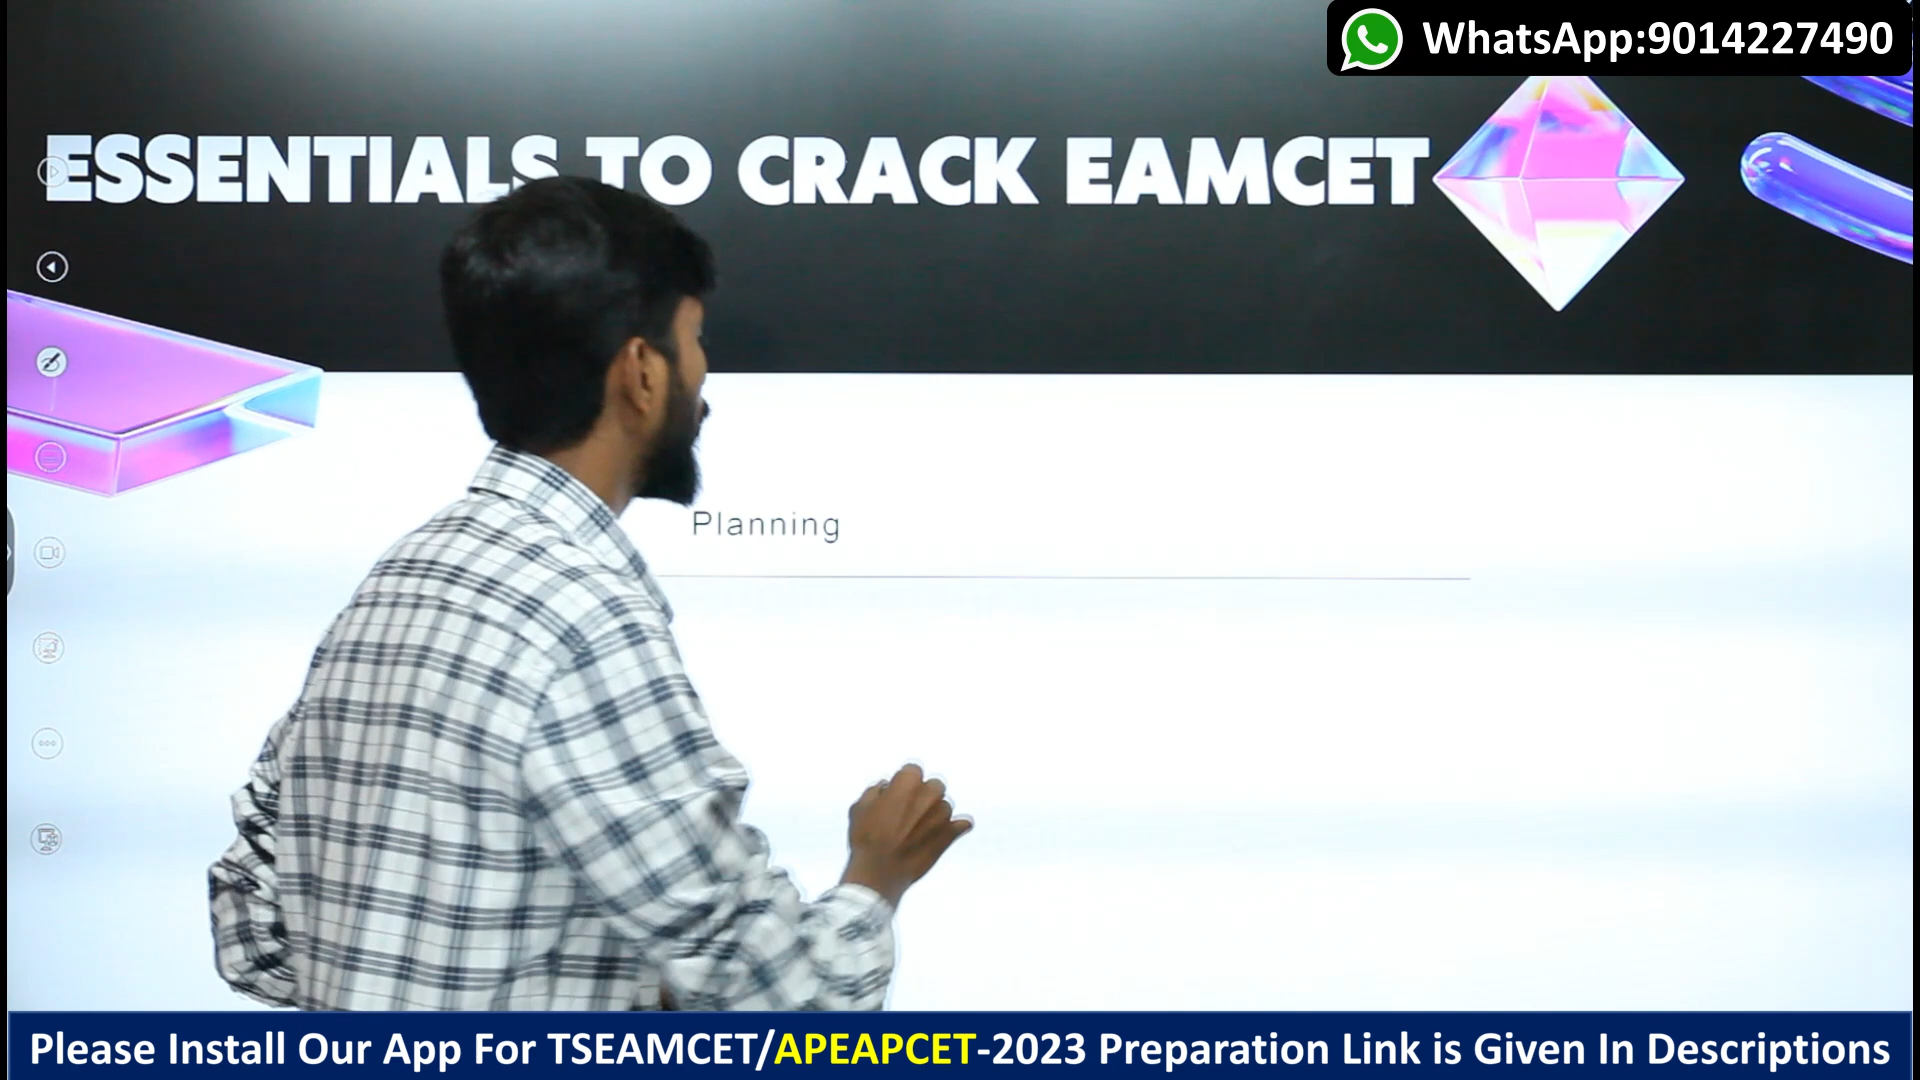 WhatsApp:9014227490
ESSENTIALS TO CRACK EAMCET
Planning
Please Install Our App For TSEAMCET/APEAPCET-2023 Preparation Link is Given In Descriptions